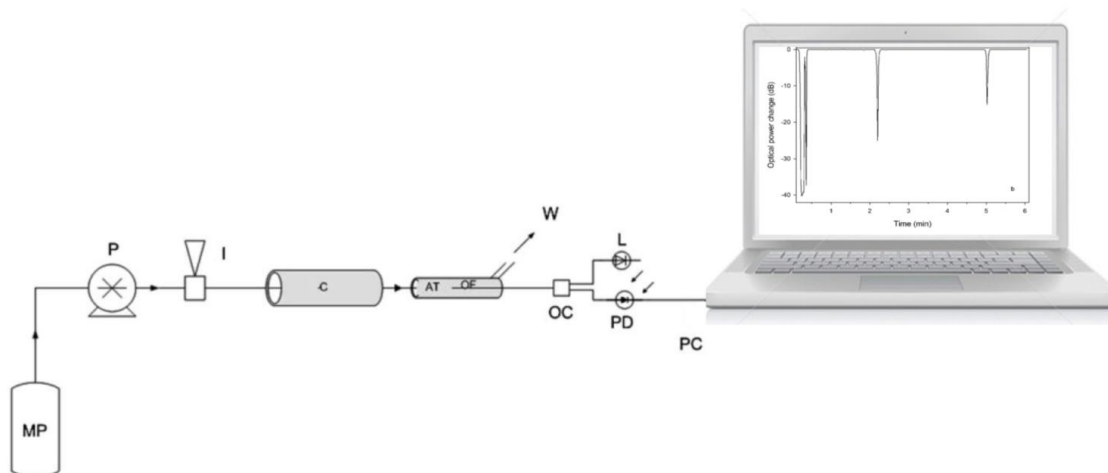 0
-10
-20
-30
-40
Optical power change (dB)
1
2
3
4
5
6
Time (min)
b
W
P
I
L
C
AT
OF
OC
PD
PC
MP